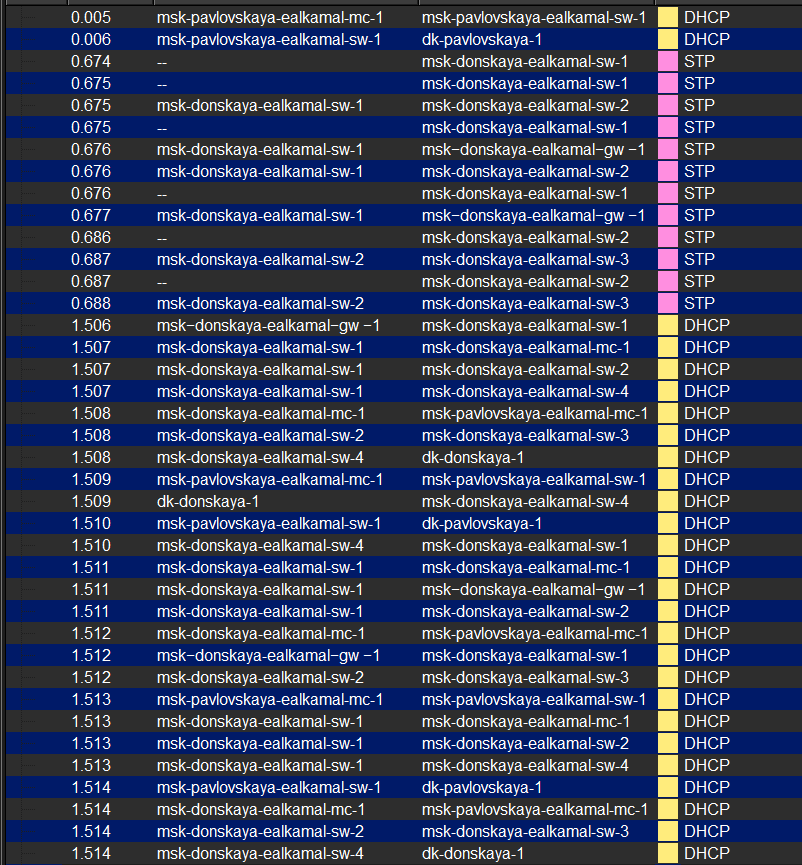 0.005 msk-pavlovskaya-ealkamal-mc-1 msk-pavlovskaya-ealkamal-sw-1 DHCP
0.006 msk-pavlovskaya-ealkamal-sw-1 dk-pavlovskaya-1 DHCP
0.674 -- msk-donskaya-ealkamal-sw-1 STP
0.675 -- msk-donskaya-ealkamal-sw-1 STP
0.675 msk-donskaya-ealkamal-sw-1 msk-donskaya-ealkamal-sw-2 STP
0.675 -- msk-donskaya-ealkamal-sw-1 STP
0.676 msk-donskaya-ealkamal-sw-1 msk-donskaya-ealkamal-gw -1 STP
0.676 msk-donskaya-ealkamal-sw-1 msk-donskaya-ealkamal-sw-2 STP
0.676 -- msk-donskaya-ealkamal-sw-1 STP
0.677 msk-donskaya-ealkamal-sw-1 msk-donskaya-ealkamal-gw -1 STP
0.686 -- msk-donskaya-ealkamal-sw-2 STP
0.687 msk-donskaya-ealkamal-sw-2 msk-donskaya-ealkamal-sw-3 STP
0.687 -- msk-donskaya-ealkamal-sw-2 STP
0.688 msk-donskaya-ealkamal-sw-2 msk-donskaya-ealkamal-sw-3 STP
1.506 msk-donskaya-ealkamal-gw -1 msk-donskaya-ealkamal-sw-1 DHCP
1.507 msk-donskaya-ealkamal-sw-1 msk-donskaya-ealkamal-mc-1 DHCP
1.507 msk-donskaya-ealkamal-sw-1 msk-donskaya-ealkamal-sw-2 DHCP
1.507 msk-donskaya-ealkamal-sw-1 msk-donskaya-ealkamal-sw-4 DHCP
1.508 msk-donskaya-ealkamal-mc-1 msk-pavlovskaya-ealkamal-mc-1 DHCP
1.508 msk-donskaya-ealkamal-sw-2 msk-donskaya-ealkamal-sw-3 DHCP
1.508 msk-donskaya-ealkamal-sw-4 dk-donskaya-1 DHCP
1.509 msk-pavlovskaya-ealkamal-mc-1 msk-pavlovskaya-ealkamal-sw-1 DHCP
1.509 dk-donskaya-1 msk-donskaya-ealkamal-sw-4 DHCP
1.510 msk-pavlovskaya-ealkamal-sw-1 dk-pavlovskaya-1 DHCP
1.510 msk-donskaya-ealkamal-sw-4 msk-donskaya-ealkamal-sw-1 DHCP
1.511 msk-donskaya-ealkamal-sw-1 msk-donskaya-ealkamal-mc-1 DHCP
1.511 msk-donskaya-ealkamal-sw-1 msk-donskaya-ealkamal-gw -1 DHCP
1.511 msk-donskaya-ealkamal-sw-1 msk-donskaya-ealkamal-sw-2 DHCP
1.512 msk-donskaya-ealkamal-mc-1 msk-pavlovskaya-ealkamal-mc-1 DHCP
1.512 msk-donskaya-ealkamal-gw -1 msk-donskaya-ealkamal-sw-1 DHCP
1.512 msk-donskaya-ealkamal-sw-2 msk-donskaya-ealkamal-sw-3 DHCP
1.513 msk-pavlovskaya-ealkamal-mc-1 msk-pavlovskaya-ealkamal-sw-1 DHCP
1.513 msk-donskaya-ealkamal-sw-1 msk-donskaya-ealkamal-mc-1 DHCP
1.513 msk-donskaya-ealkamal-sw-1 msk-donskaya-ealkamal-sw-2 DHCP
1.513 msk-donskaya-ealkamal-sw-1 msk-donskaya-ealkamal-sw-4 DHCP
1.514 msk-pavlovskaya-ealkamal-sw-1 dk-pavlovskaya-1 DHCP
1.514 msk-donskaya-ealkamal-mc-1 msk-pavlovskaya-ealkamal-mc-1 DHCP
1.514 msk-donskaya-ealkamal-sw-2 msk-donskaya-ealkamal-sw-3 DHCP
1.514 msk-donskaya-ealkamal-sw-4 dk-donskaya-1 DHCP